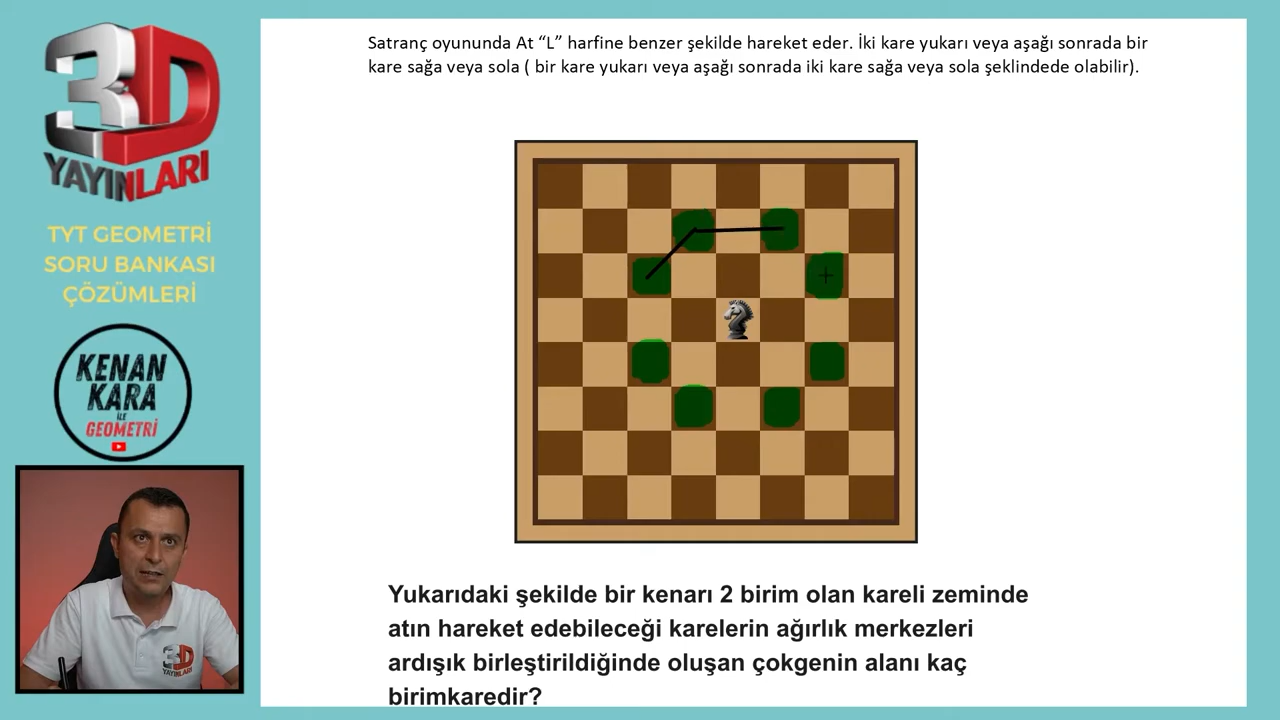 3D
YAYINLARI
TYT GEOMETRİ
SORU BANKASI
ÇÖZÜMLERİ
KENAN
KARA
İLE
GEOMETRİ
Satranç oyununda At “L” harfine benzer şekilde hareket eder. İki kare yukarı veya aşağı sonrada bir
kare sağa veya sola ( bir kare yukarı veya aşağı sonrada iki kare sağa veya sola şeklindede olabilir).
Yukarıdaki şekilde bir kenarı 2 birim olan kareli zeminde
atın hareket edebileceği karelerin ağırlık merkezleri
ardışık birleştirildiğinde oluşan çokgenin alanı kaç
birimkaredir?
3D
YAYINLARI